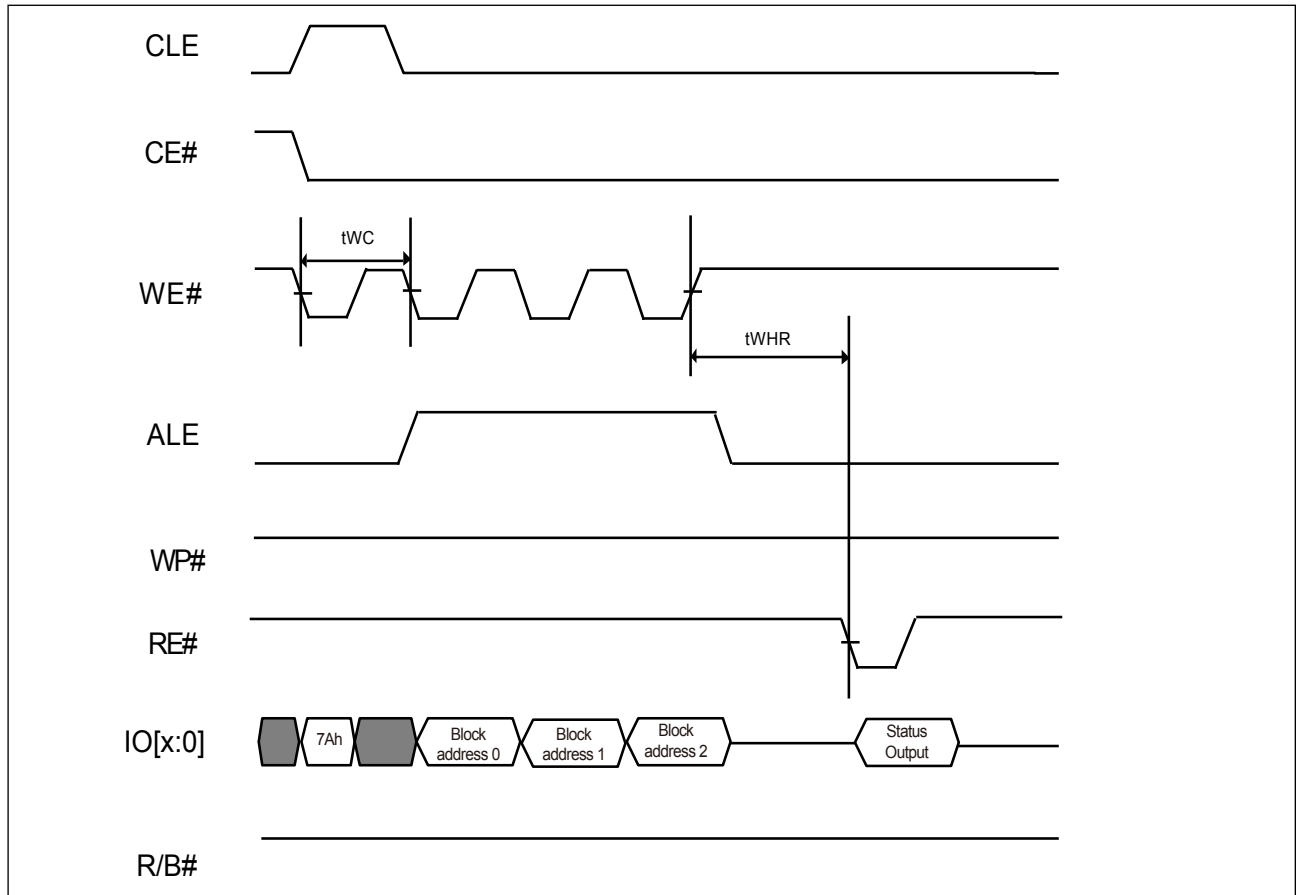 CLE
CE#
tWC
WE#
tWHR
ALE
WP#
RE#
IO[x:0]
7Ah
Block
address 0
Block
address 1
Block
address 2
Status
Output
R/B#